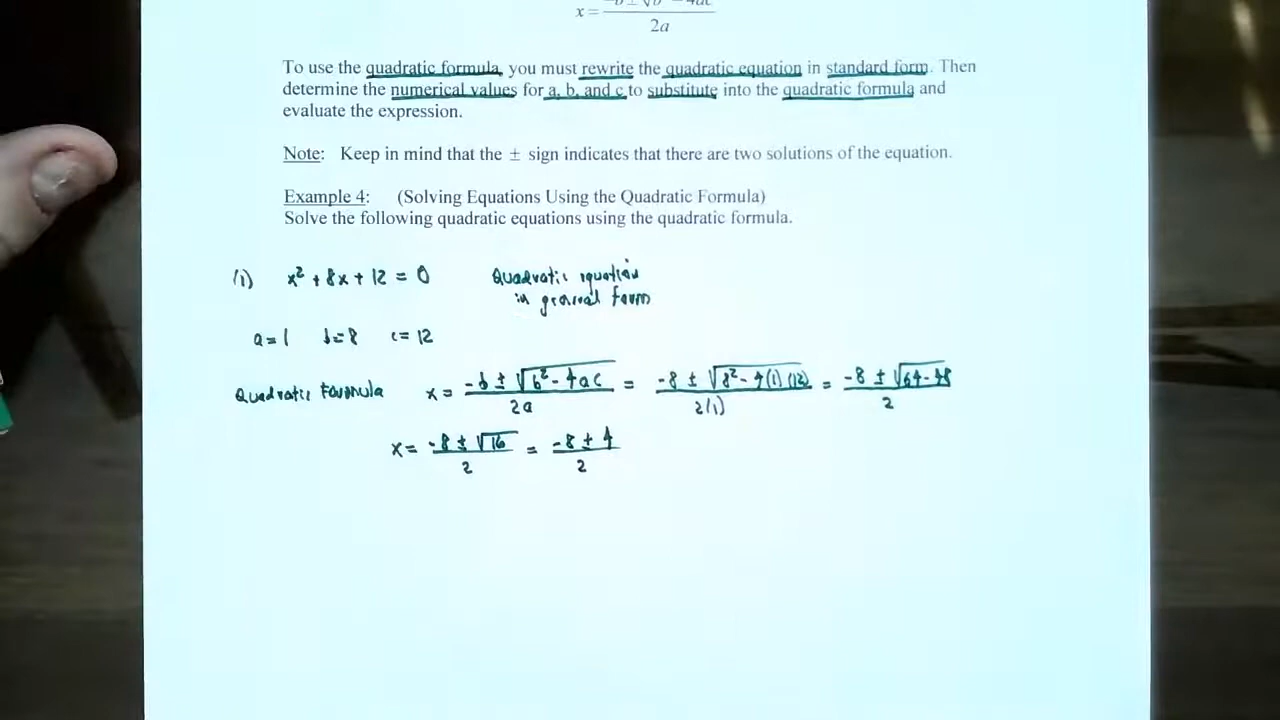 x = -b ± √b² - 4ac / 2a
To use the quadratic formula, you must rewrite the quadratic equation in standard form. Then
determine the numerical values for a, b, and c to substitute into the quadratic formula and
evaluate the expression.
Note: Keep in mind that the ± sign indicates that there are two solutions of the equation.
Example 4: (Solving Equations Using the Quadratic Formula)
Solve the following quadratic equations using the quadratic formula.
(1) x² + 8x + 12 = 0 Quadratic equation
in general form
a=1 b=8 c=12
Quadratic Formula x = -b ± √b² - 4ac / 2a = -8 ± √8² - 4(1)(12) / 2(1) = -8 ± √64-48 / 2
x = -8 ± √16 / 2 = -8 ± 4 / 2